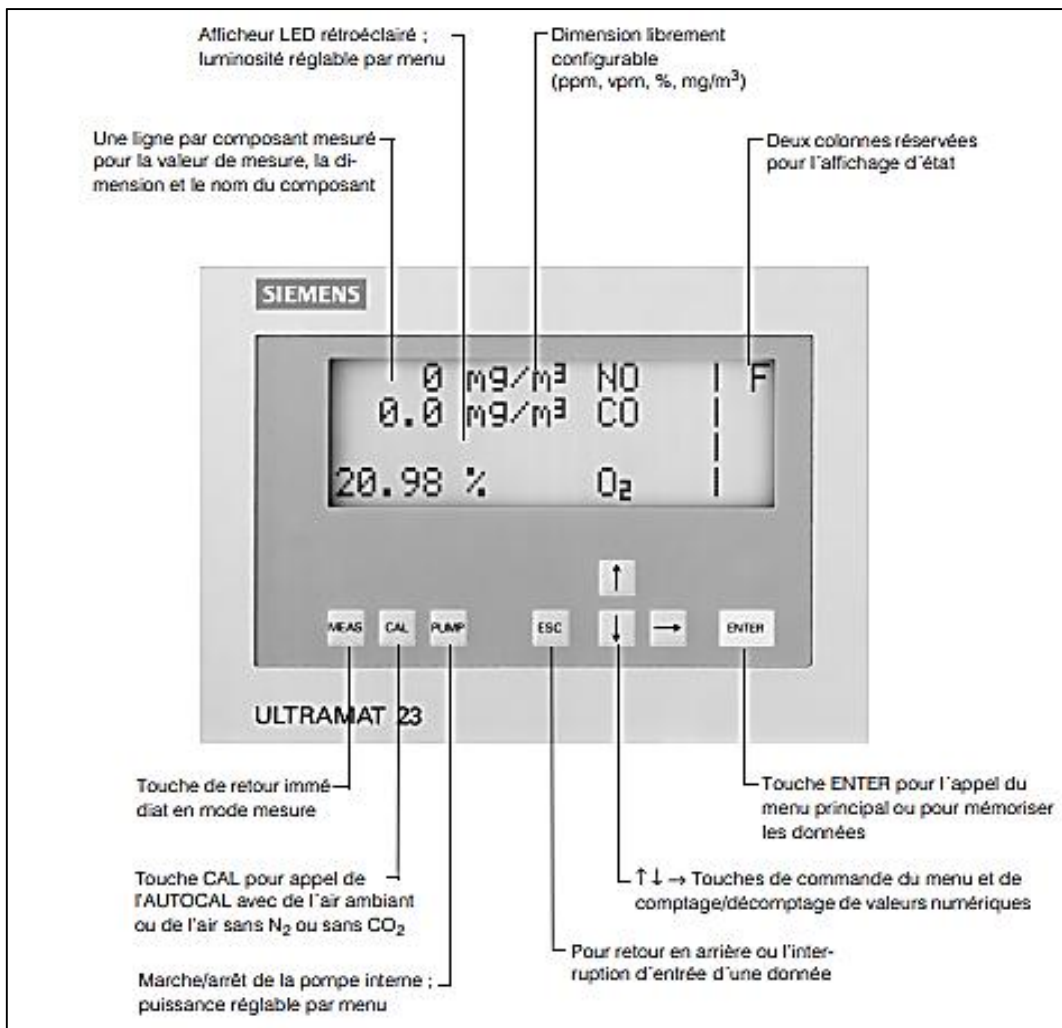 Afficheur LED rétroéclairé ;
luminosité réglable par menu
Dimension librement
configurable
(ppm, vpm, %, mg/m³)
Une ligne par composant mesuré
pour la valeur de mesure, la di-
mension et le nom du composant
Deux colonnes réservées
pour l´affichage d´état
SIEMENS
0 mg/m³ NO | F
0.0 mg/m³ CO |
|
20.98 % O₂ |
↑
MEAS CAL PUMP ESC ↓ → ENTER
ULTRAMAT 23
Touche de retour immé
diat en mode mesure
Touche ENTER pour l´appel du
menu principal ou pour mémoriser
les données
Touche CAL pour appel de
l'AUTOCAL avec de l´air ambiant
ou de l'air sans N₂ ou sans CO₂
↑ ↓ → Touches de commande du menu et de
comptage/décomptage de valeurs numériques
Pour retour en arrière ou l´inter-
ruption d´entrée d´une donnée
Marche/arrêt de la pompe interne ;
puissance réglable par menu